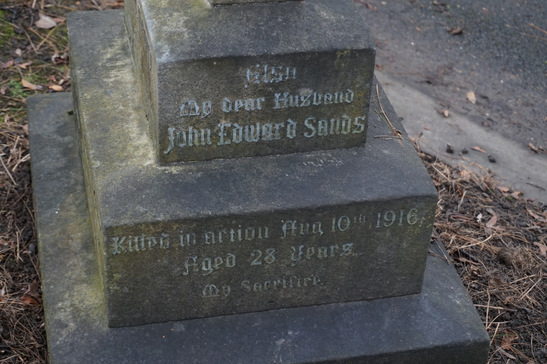 Also
My dear Husband
John Edward Sands
Killed in action Aug 10th 1916
Aged 28 Years
My Sacrifice